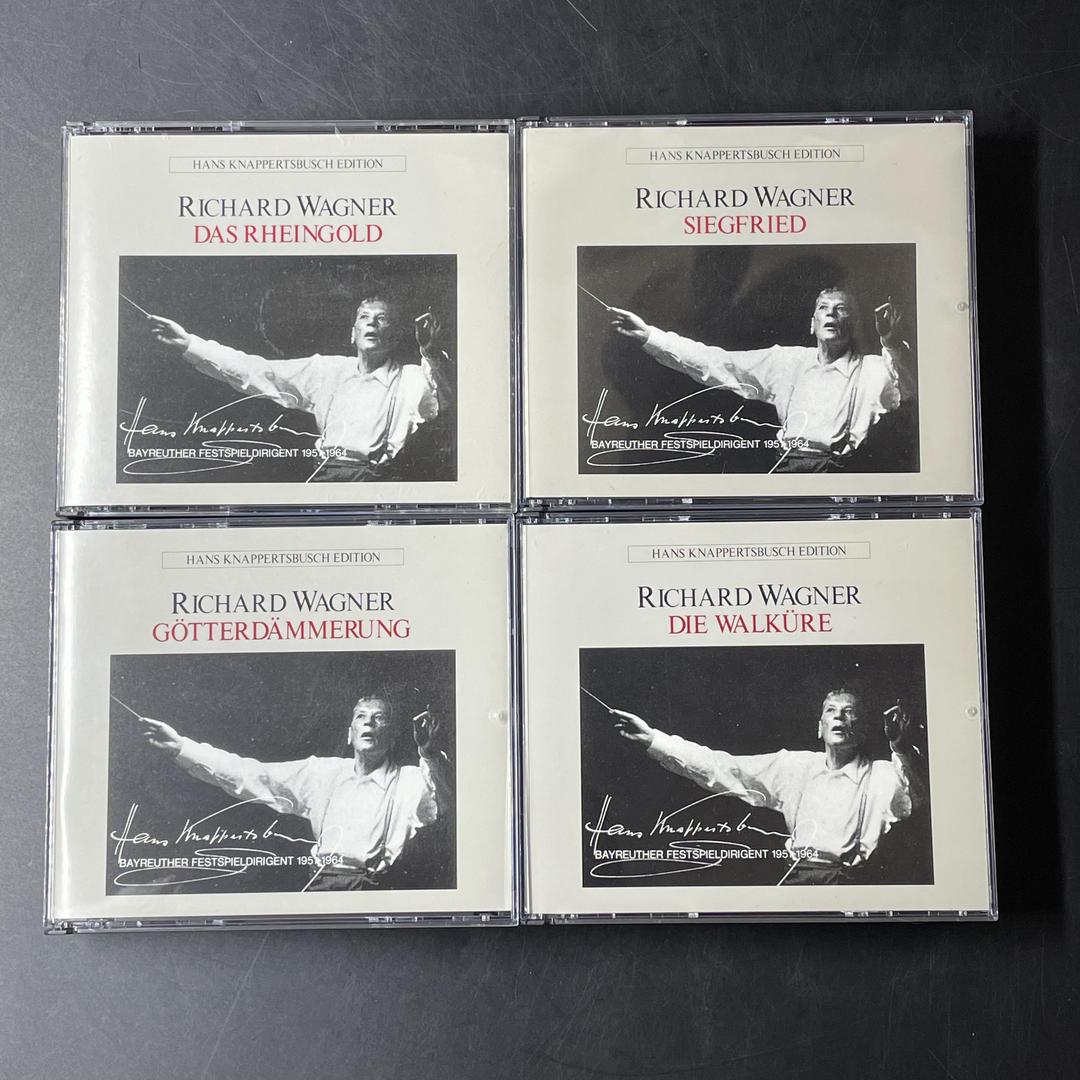 HANS KNAPPERTSBUSCH EDITION
RICHARD WAGNER
DAS RHEINGOLD
Hans Knappertsbusch
BAYREUTHER FESTSPIELDIRIGENT 1951-1964
HANS KNAPPERTSBUSCH EDITION
RICHARD WAGNER
SIEGFRIED
Hans Knappertsbusch
BAYREUTHER FESTSPIELDIRIGENT 1951-1964
HANS KNAPPERTSBUSCH EDITION
RICHARD WAGNER
GÖTTERDÄMMERUNG
Hans Knappertsbusch
BAYREUTHER FESTSPIELDIRIGENT 1951-1964
HANS KNAPPERTSBUSCH EDITION
RICHARD WAGNER
DIE WALKÜRE
Hans Knappertsbusch
BAYREUTHER FESTSPIELDIRIGENT 1951-1964